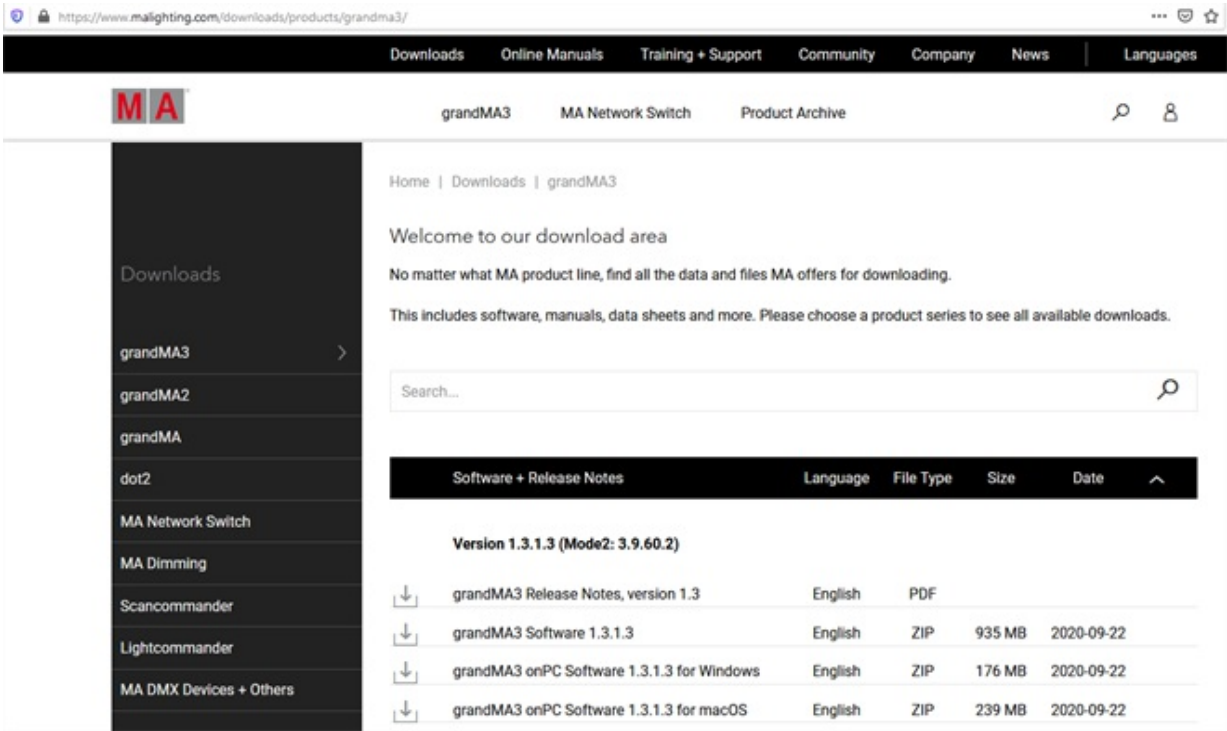 https://www.malighting.com/downloads/products/grandma3/
Downloads Online Manuals Training + Support Community Company News Languages
MA grandMA3 MA Network Switch Product Archive
Home | Downloads | grandMA3
Welcome to our download area
No matter what MA product line, find all the data and files MA offers for downloading.
This includes software, manuals, data sheets and more. Please choose a product series to see all available downloads.
Downloads
grandMA3
grandMA2
grandMA
dot2
MA Network Switch
MA Dimming
Scancommander
Lightcommander
MA DMX Devices + Others
Search...
Software + Release Notes Language File Type Size Date
Version 1.3.1.3 (Mode2: 3.9.60.2)
grandMA3 Release Notes, version 1.3 English PDF
grandMA3 Software 1.3.1.3 English ZIP 935 MB 2020-09-22
grandMA3 onPC Software 1.3.1.3 for Windows English ZIP 176 MB 2020-09-22
grandMA3 onPC Software 1.3.1.3 for macOS English ZIP 239 MB 2020-09-22